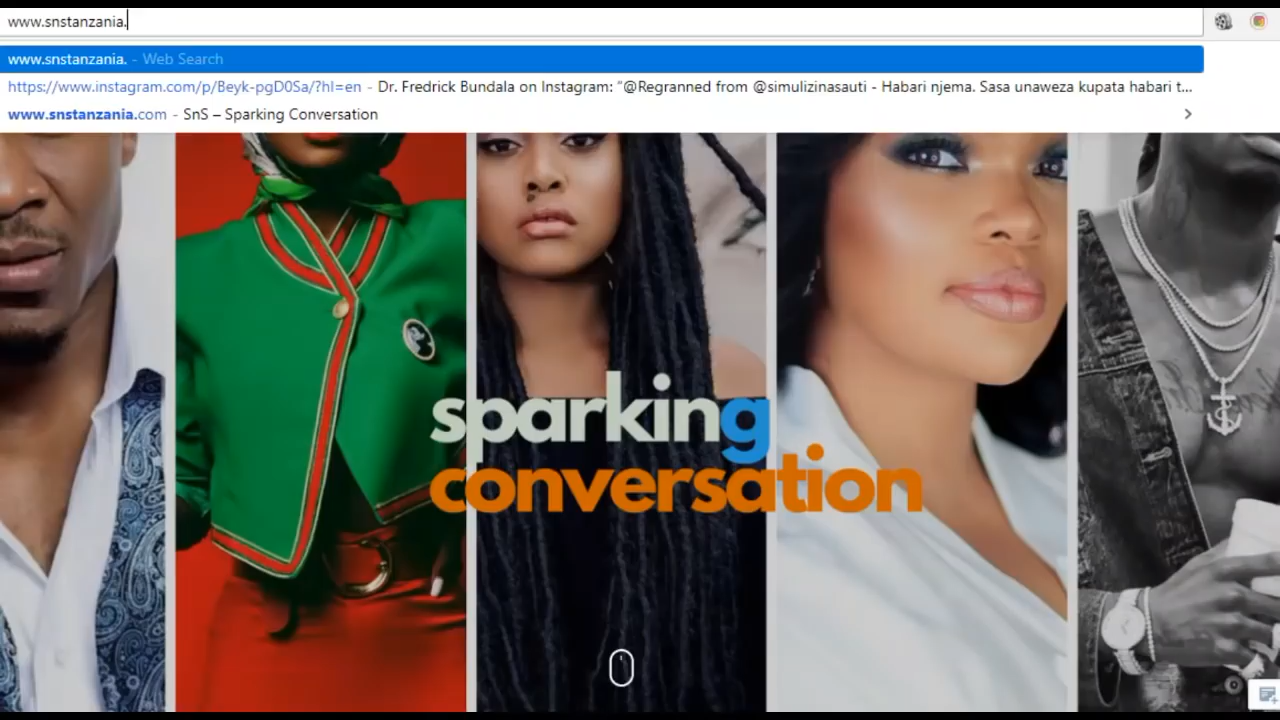 www.snstanzania.
www.snstanzania. - Web Search
https://www.instagram.com/p/Beyk-pgD0Sa/?hl=en - Dr. Fredrick Bundala on Instagram: "@Regranned from @simulizinasauti - Habari njema. Sasa unaweza kupata habari t...
www.snstanzania.com - SnS – Sparking Conversation
sparking
conversation